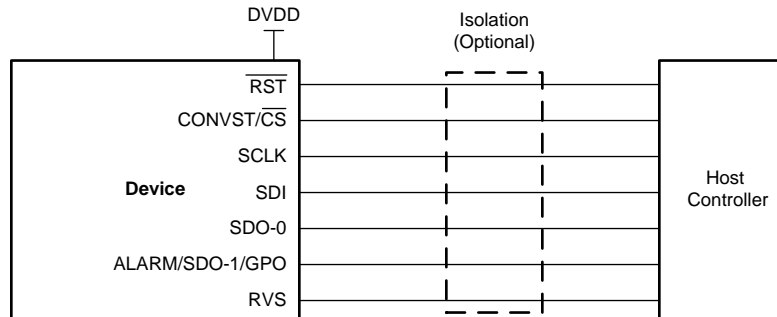 DVDD
Isolation
(Optional)
RST
CONVST/CS
SCLK
Device
SDI
Host
Controller
SDO-0
ALARM/SDO-1/GPO
RVS